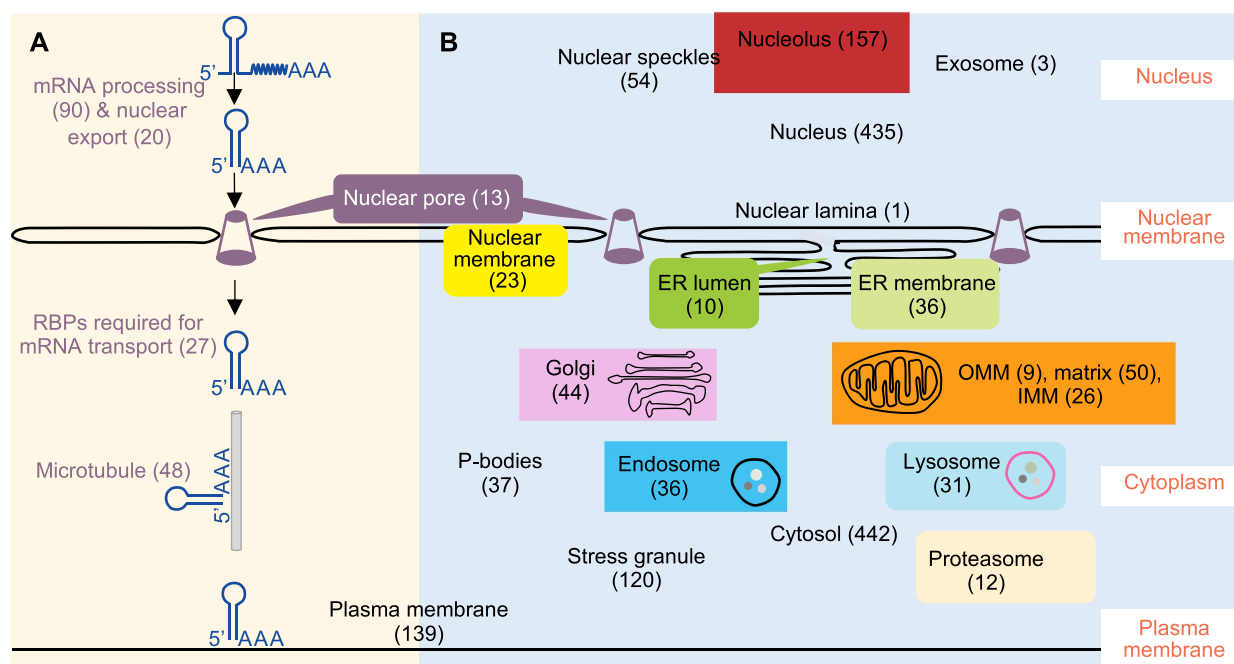 A
5'
AAA
mRNA processing
(90) & nuclear
export (20)
5'
AAA
Nuclear pore (13)
RBPs required for
mRNA transport (27)
5'
AAA
Microtubule (48)
AAA
5'
5'
AAA
Plasma membrane
(139)
B
Nuclear speckles
(54)
Nucleolus (157)
Exosome (3)
Nucleus
Nucleus (435)
Nuclear lamina (1)
Nuclear
membrane
Nuclear
membrane
(23)
ER lumen
(10)
ER membrane
(36)
Golgi
(44)
OMM (9), matrix (50),
IMM (26)
P-bodies
(37)
Endosome
(36)
Lysosome
(31)
Cytoplasm
Cytosol (442)
Stress granule
(120)
Proteasome
(12)
Plasma
membrane